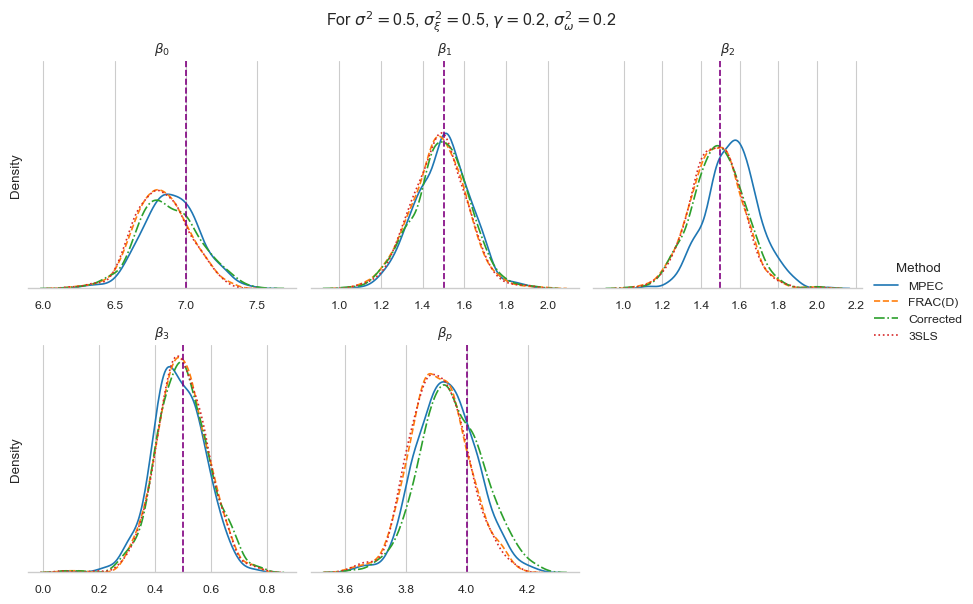 For σ² = 0.5, σ_ξ² = 0.5, γ = 0.2, σ_ω² = 0.2
β₀
β₁
β₂
Density
6.0 6.5 7.0 7.5
1.0 1.2 1.4 1.6 1.8 2.0
1.0 1.2 1.4 1.6 1.8 2.0 2.2
Method
MPEC
FRAC(D)
Corrected
3SLS
β₃
βₚ
Density
0.0 0.2 0.4 0.6 0.8
3.6 3.8 4.0 4.2